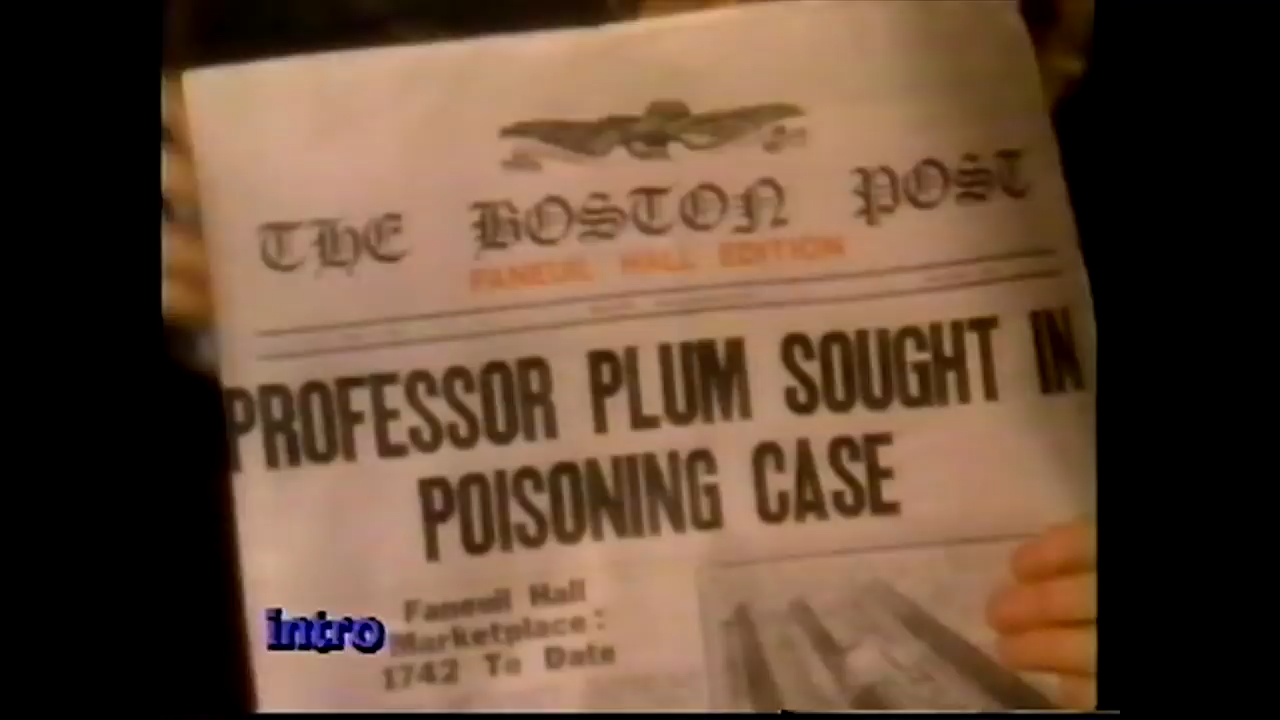 THE BOSTON POST
FANEUIL HALL EDITION
PROFESSOR PLUM SOUGHT IN
POISONING CASE
Faneuil Hall
Marketplace:
1742 To Date
intro